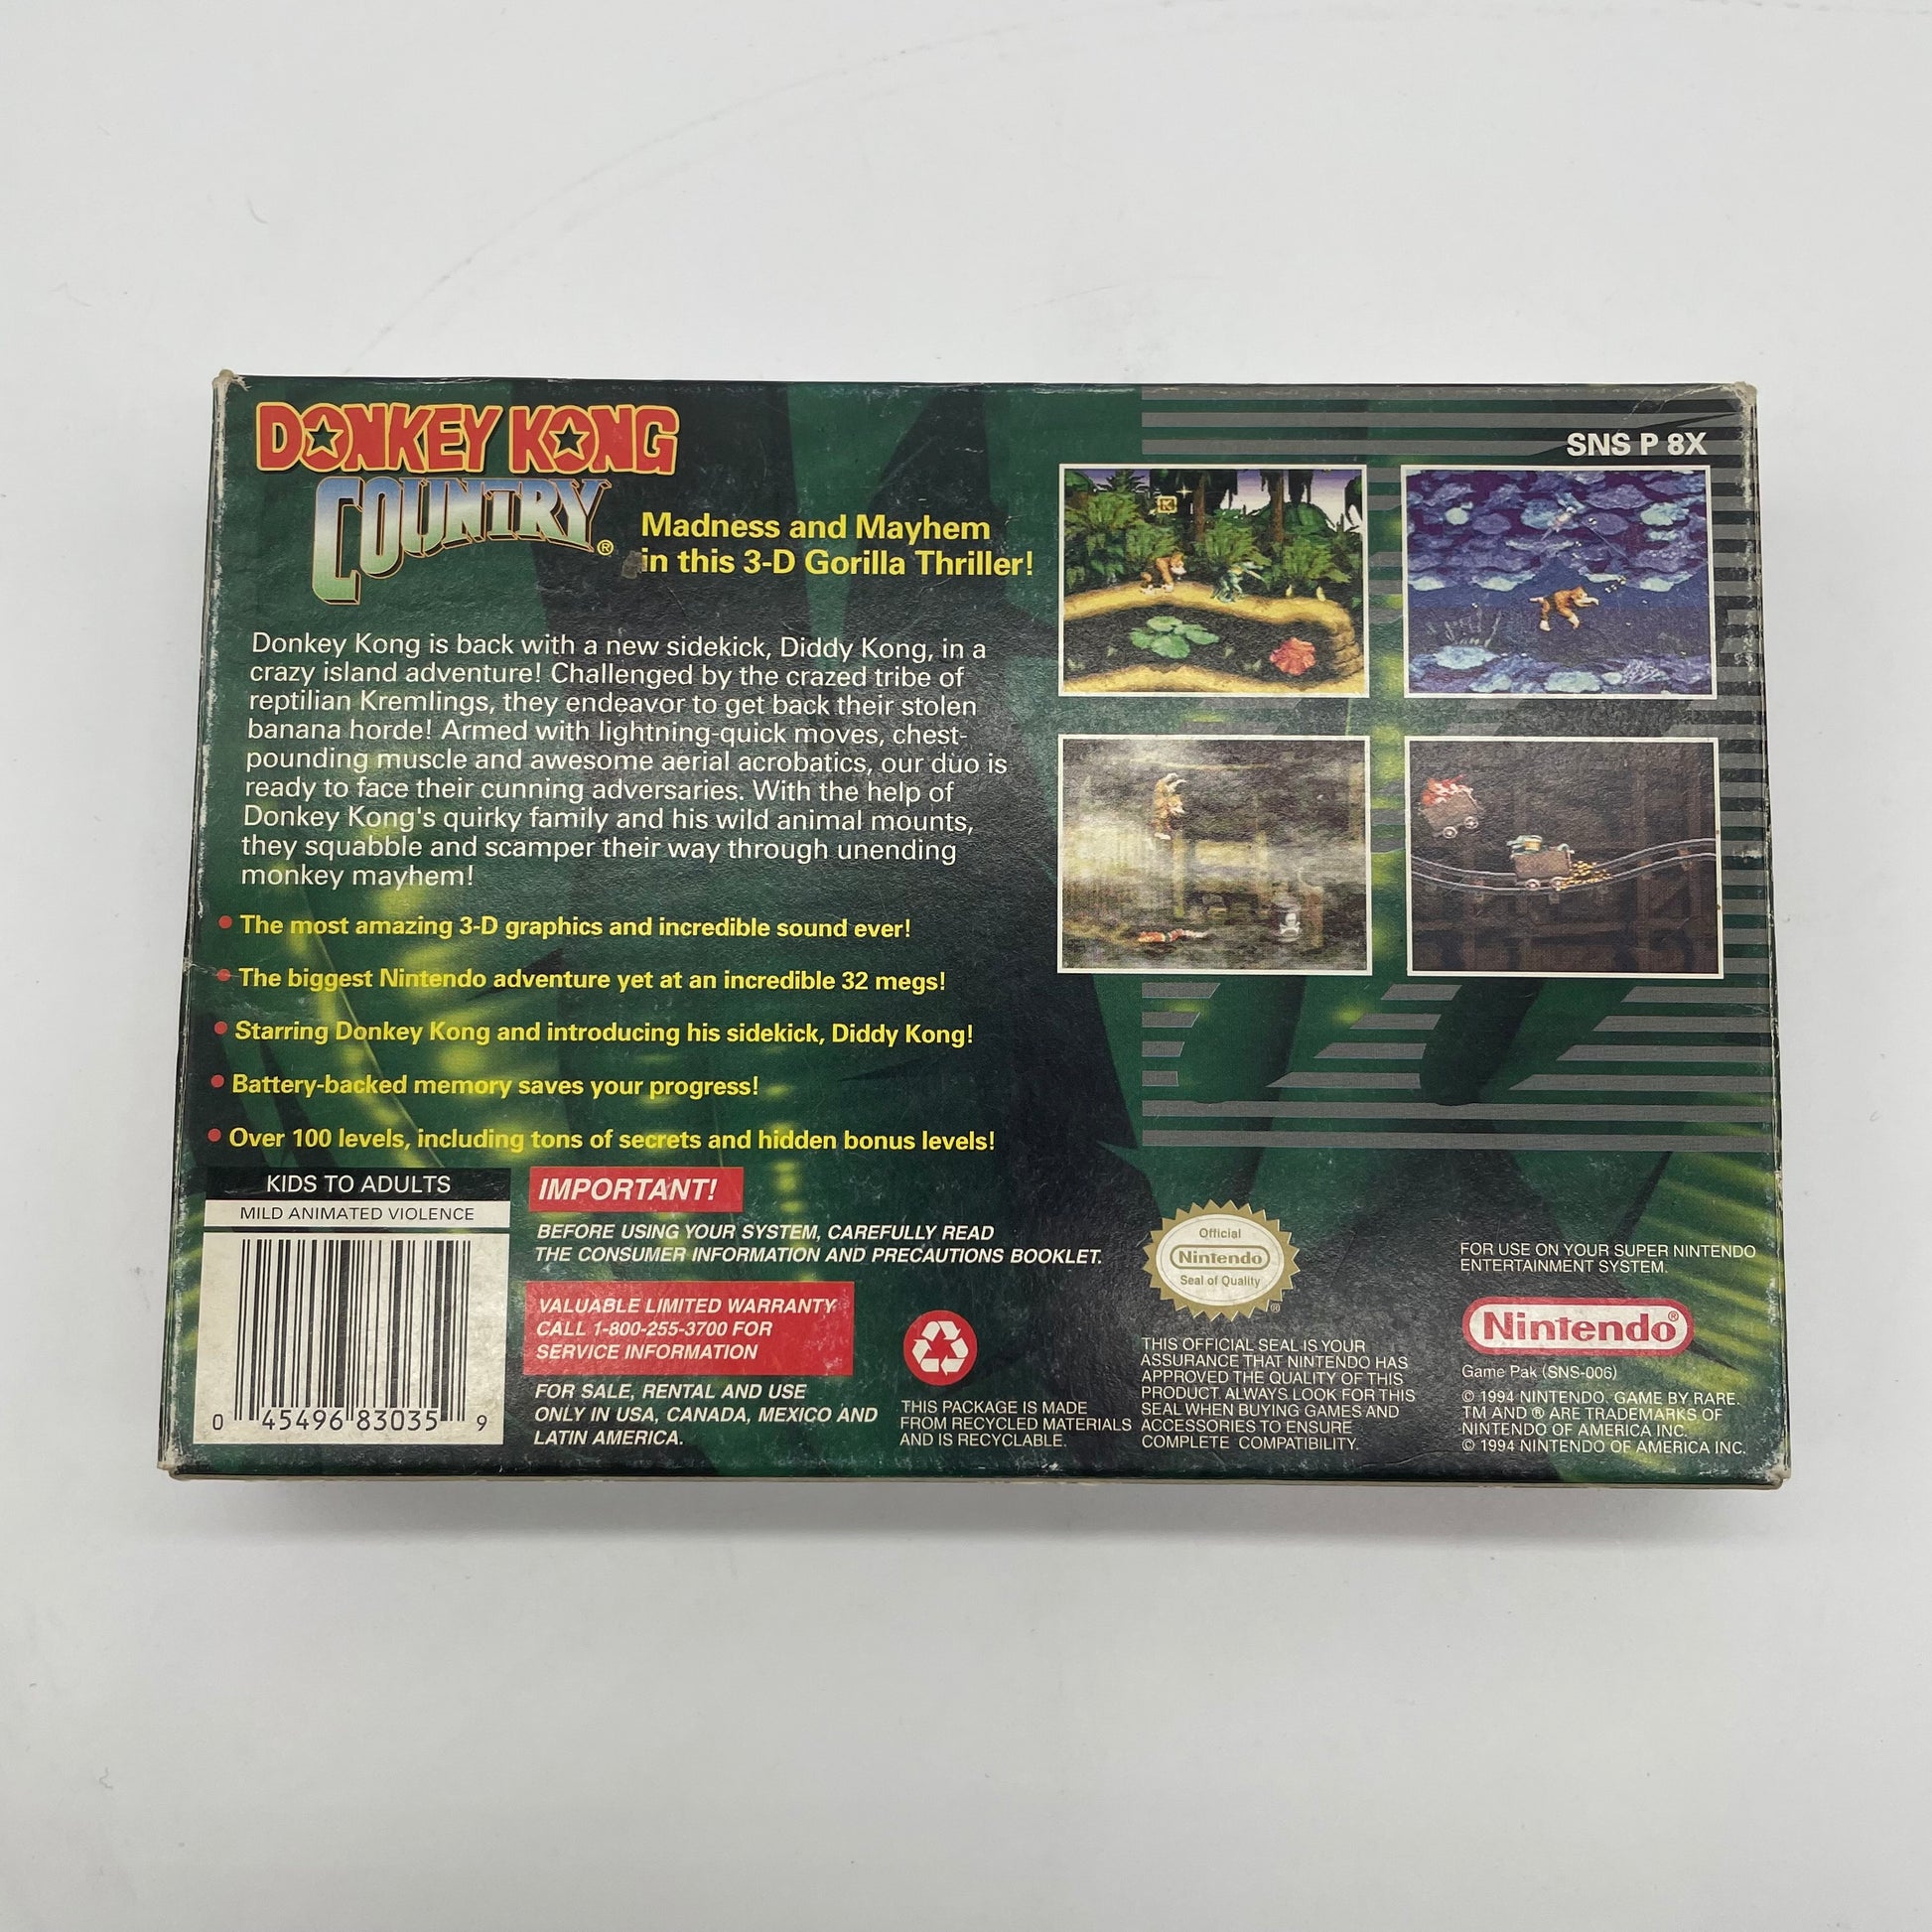 DONKEY KONG
COUNTRY®
SNS P 8X
Madness and Mayhem
in this 3-D Gorilla Thriller!
K
Donkey Kong is back with a new sidekick, Diddy Kong, in a
crazy island adventure! Challenged by the crazed tribe of
reptilian Kremlings, they endeavor to get back their stolen
banana horde! Armed with lightning-quick moves, chest-
pounding muscle and awesome aerial acrobatics, our duo is
ready to face their cunning adversaries. With the help of
Donkey Kong's quirky family and his wild animal mounts,
they squabble and scamper their way through unending
monkey mayhem!
• The most amazing 3-D graphics and incredible sound ever!
• The biggest Nintendo adventure yet at an incredible 32 megs!
• Starring Donkey Kong and introducing his sidekick, Diddy Kong!
• Battery-backed memory saves your progress!
• Over 100 levels, including tons of secrets and hidden bonus levels!
KIDS TO ADULTS
MILD ANIMATED VIOLENCE
0 45496 83035 9
IMPORTANT!
BEFORE USING YOUR SYSTEM, CAREFULLY READ
THE CONSUMER INFORMATION AND PRECAUTIONS BOOKLET.
VALUABLE LIMITED WARRANTY
CALL 1-800-255-3700 FOR
SERVICE INFORMATION
FOR SALE, RENTAL AND USE
ONLY IN USA, CANADA, MEXICO AND
LATIN AMERICA.
THIS PACKAGE IS MADE
FROM RECYCLED MATERIALS
AND IS RECYCLABLE.
Official
Nintendo
Seal of Quality
®
THIS OFFICIAL SEAL IS YOUR
ASSURANCE THAT NINTENDO HAS
APPROVED THE QUALITY OF THIS
PRODUCT. ALWAYS LOOK FOR THIS
SEAL WHEN BUYING GAMES AND
ACCESSORIES TO ENSURE
COMPLETE COMPATIBILITY.
FOR USE ON YOUR SUPER NINTENDO
ENTERTAINMENT SYSTEM.
Nintendo®
Game Pak (SNS-006)
© 1994 NINTENDO. GAME BY RARE.
TM AND ® ARE TRADEMARKS OF
NINTENDO OF AMERICA INC.
© 1994 NINTENDO OF AMERICA INC.